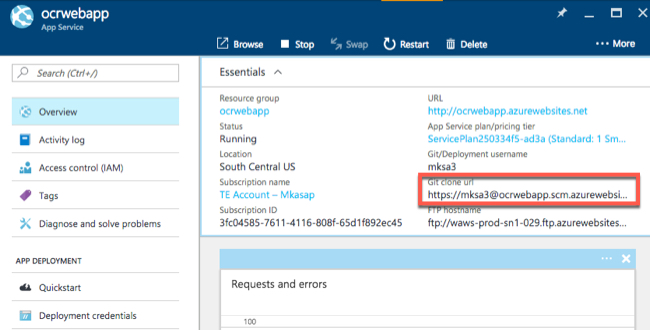 ocrwebapp
App Service
Browse
Stop
Swap
Restart
Delete
··· More
Search (Ctrl+/)
Overview
Activity log
Access control (IAM)
Tags
Diagnose and solve problems
APP DEPLOYMENT
Quickstart
Deployment credentials
Essentials
Resource group
ocrwebapp
Status
Running
Location
South Central US
Subscription name
TE Account – Mkasap
Subscription ID
3fc04585-7611-4116-808f-65d1f892ec45
URL
http://ocrwebapp.azurewebsites.net
App Service plan/pricing tier
ServicePlan250334f5-ad3a (Standard: 1 Sm...
Git/Deployment username
mksa3
Git clone url
https://mksa3@ocrwebapp.scm.azurewebsi...
FTP hostname
ftp://waws-prod-sn1-029.ftp.azurewebsites...
Requests and errors
100